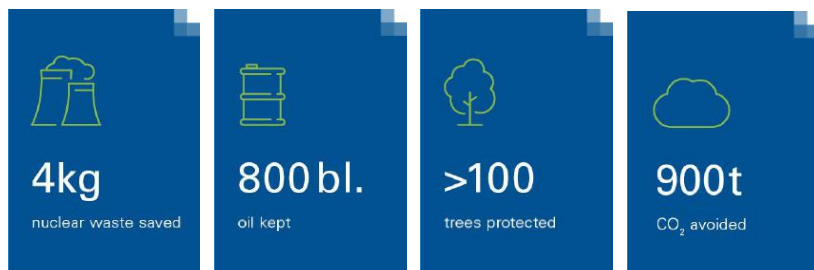 4kg
nuclear waste saved
800 bl.
oil kept
>100
trees protected
900t
CO₂ avoided